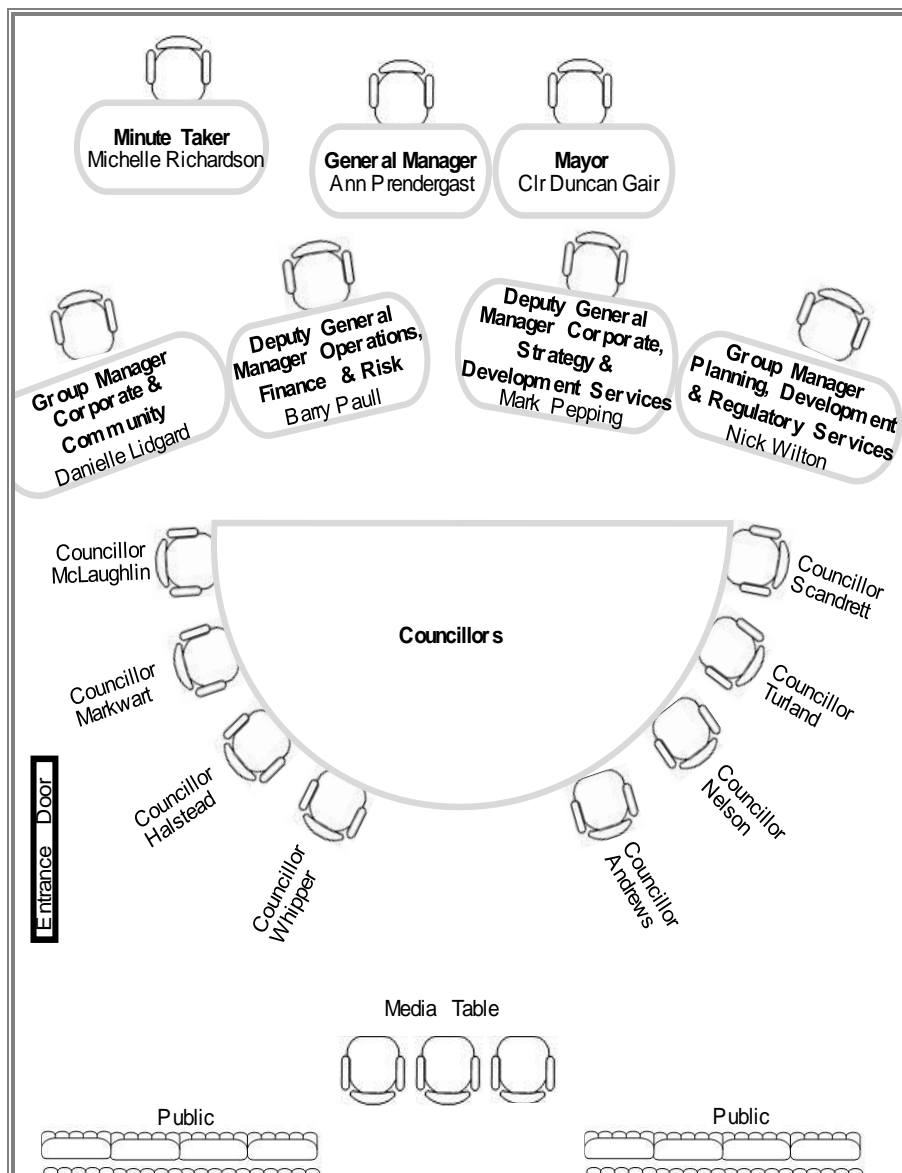 Minute Taker
Michelle Richardson
General Manager
Ann Prendergast
Mayor
Clr Duncan Gair
Group Manager
Corporate &
Community
Danielle Lidgard
Deputy General
Manager Operations,
Finance & Risk
Barry Paull
Deputy General
Manager Corporate,
Strategy &
Development Services
Mark Pepping
Group Manager
Planning, Development
& Regulatory Services
Nick Wilton
Councillors
Councillor
McLaughlin
Councillor
Markwart
Councillor
Halstead
Councillor
Whipper
Councillor
Andrews
Councillor
Nelson
Councillor
Turland
Councillor
Scandrett
Entrance Door
Media Table
Public
Public